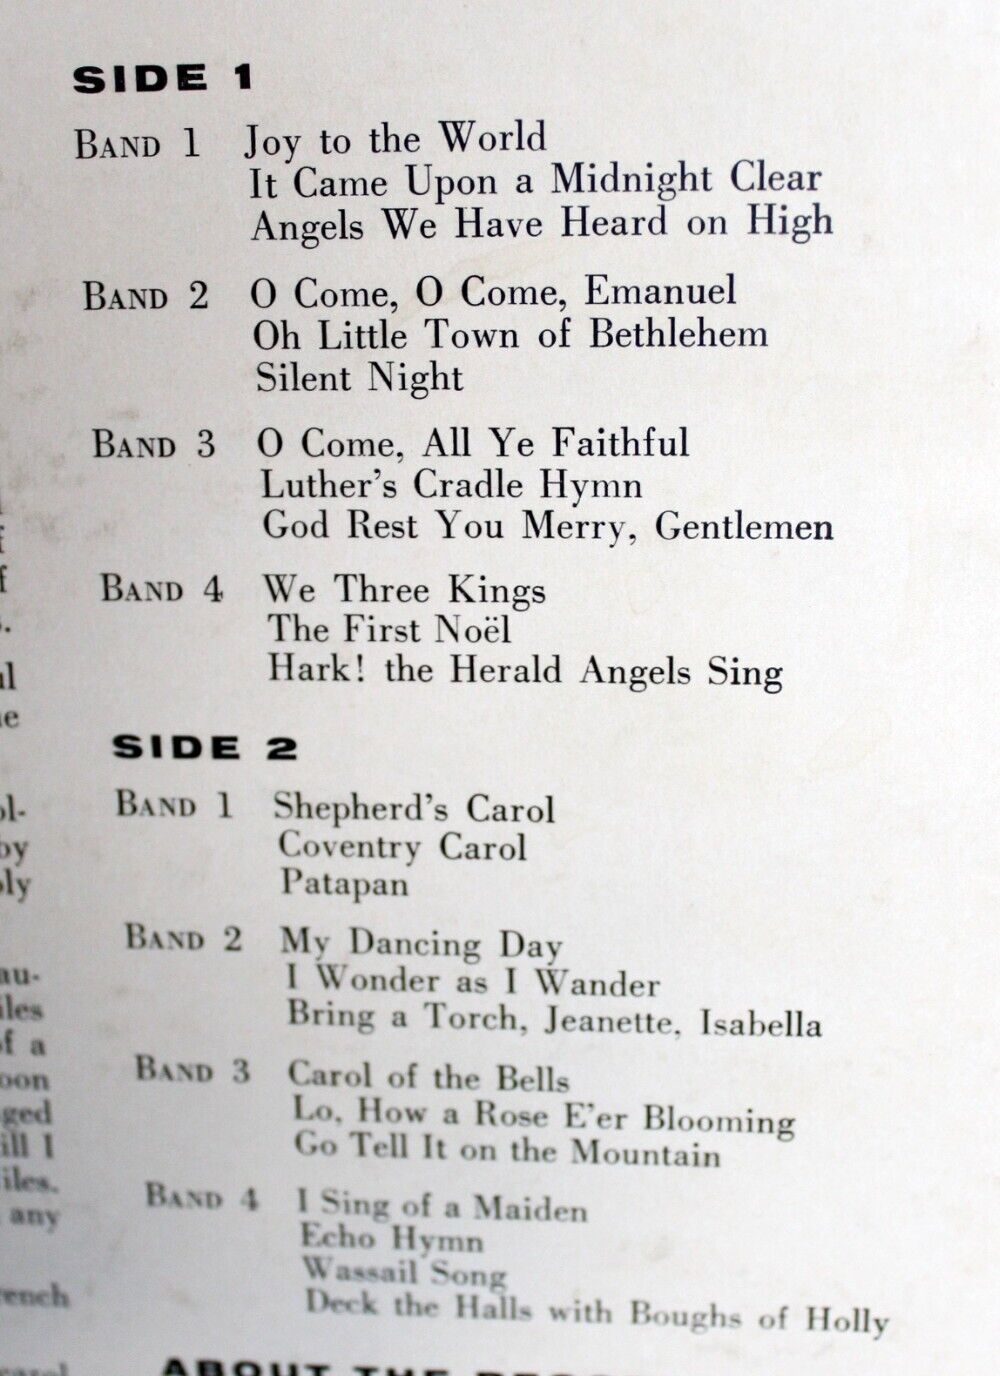 SIDE 1
BAND 1 Joy to the World
It Came Upon a Midnight Clear
Angels We Have Heard on High
BAND 2 O Come, O Come, Emanuel
Oh Little Town of Bethlehem
Silent Night
BAND 3 O Come, All Ye Faithful
Luther's Cradle Hymn
God Rest You Merry, Gentlemen
BAND 4 We Three Kings
The First Noël
Hark! the Herald Angels Sing
SIDE 2
BAND 1 Shepherd's Carol
Coventry Carol
Patapan
BAND 2 My Dancing Day
I Wonder as I Wander
Bring a Torch, Jeanette, Isabella
BAND 3 Carol of the Bells
Lo, How a Rose E'er Blooming
Go Tell It on the Mountain
BAND 4 I Sing of a Maiden
Echo Hymn
Wassail Song
Deck the Halls with Boughs of Holly
ABOUT THE